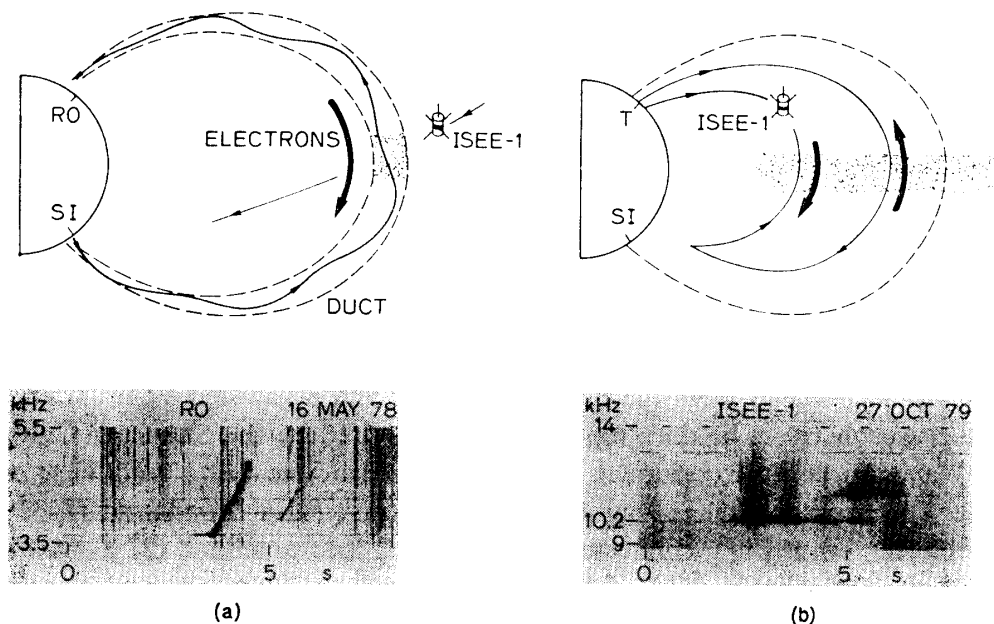 RO
SI
ELECTRONS
ISEE-1
DUCT
kHz
RO
16 MAY 78
5.5
3.5
0
5
s
(a)
T
ISEE-1
SI
kHz
ISEE-1
27 OCT 79
14
10.2
9
0
5
s
(b)